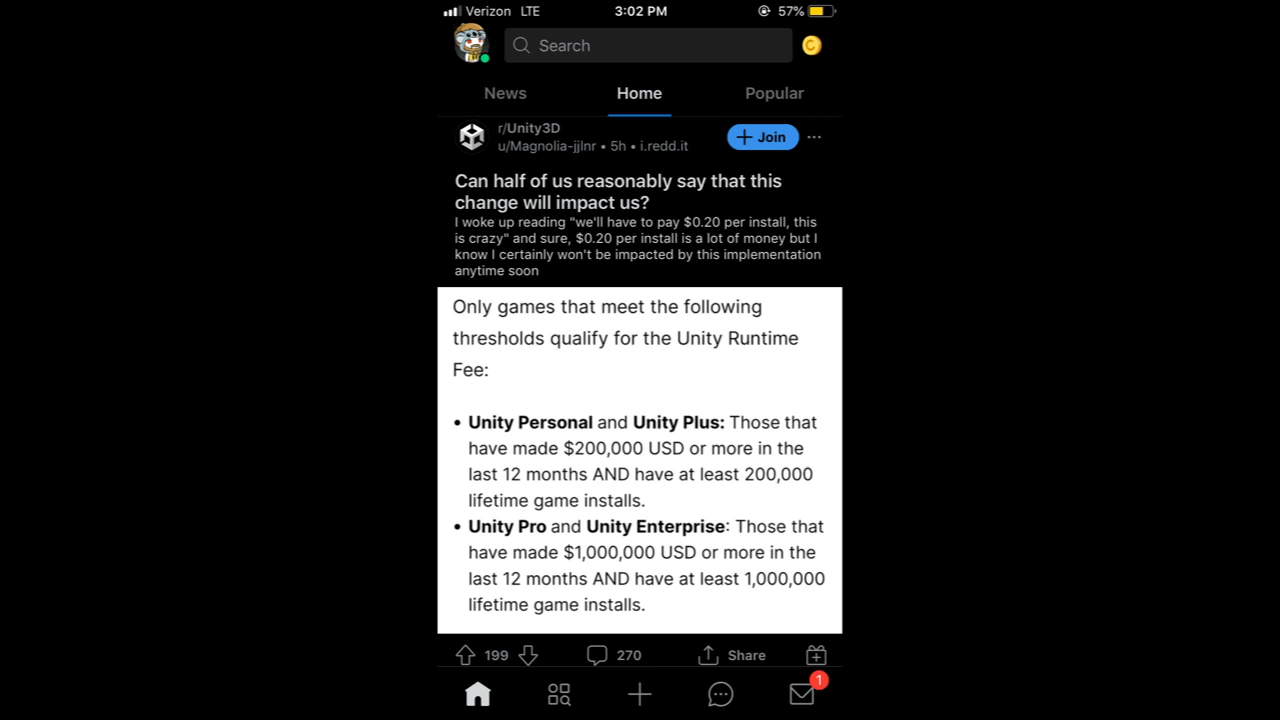 Verizon LTE 3:02 PM 57%
Search
News Home Popular
r/Unity3D
u/Magnolia-jjlnr • 5h • i.redd.it
+ Join ...
Can half of us reasonably say that this
change will impact us?
I woke up reading "we'll have to pay $0.20 per install, this
is crazy" and sure, $0.20 per install is a lot of money but I
know I certainly won't be impacted by this implementation
anytime soon
Only games that meet the following
thresholds qualify for the Unity Runtime
Fee:
• Unity Personal and Unity Plus: Those that
have made $200,000 USD or more in the
last 12 months AND have at least 200,000
lifetime game installs.
• Unity Pro and Unity Enterprise: Those that
have made $1,000,000 USD or more in the
last 12 months AND have at least 1,000,000
lifetime game installs.
199 270 Share
1